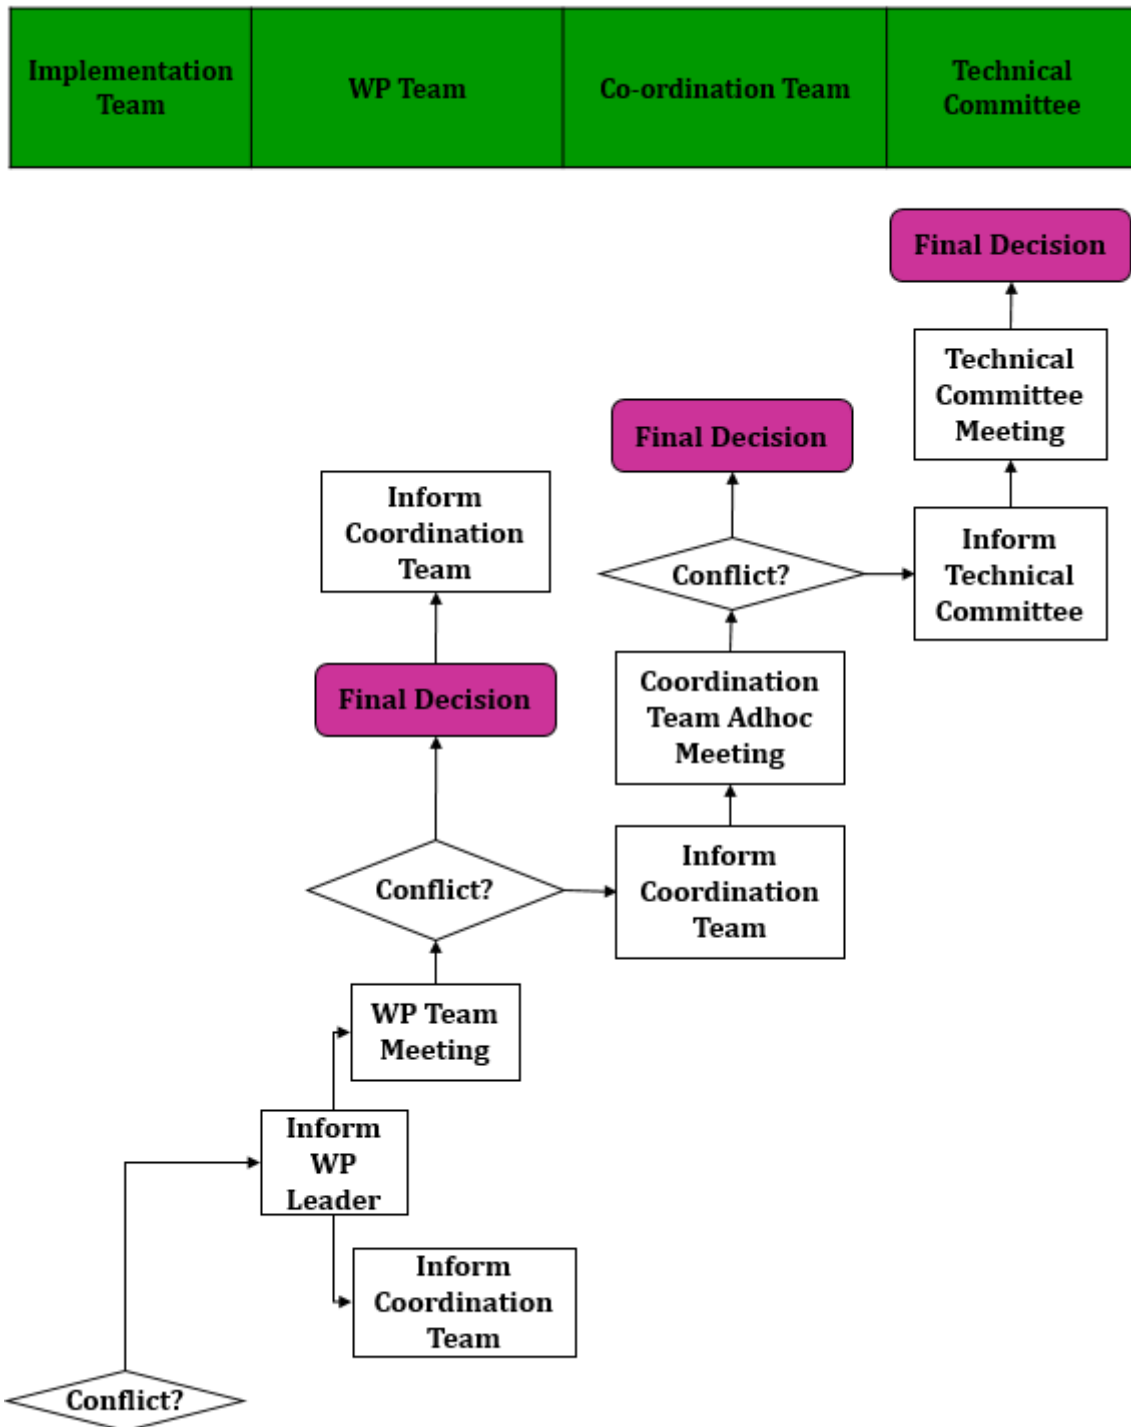 Implementation
Team
WP Team
Co-ordination Team
Technical
Committee
Final Decision
Technical
Committee
Meeting
Final Decision
Inform
Coordination
Team
Conflict?
Inform
Technical
Committee
Final Decision
Coordination
Team Adhoc
Meeting
Conflict?
Inform
Coordination
Team
WP Team
Meeting
Inform
WP
Leader
Inform
Coordination
Team
Conflict?